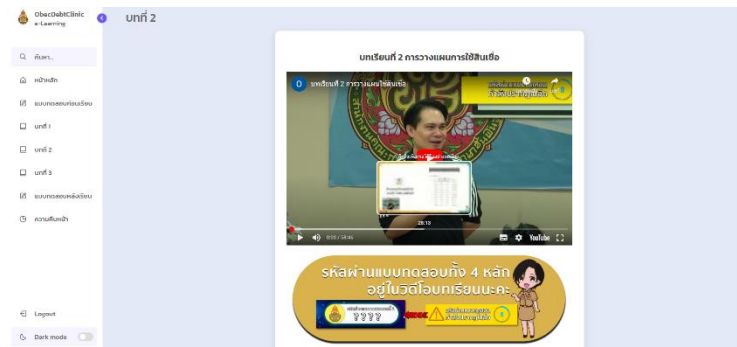 ObecDebtClinic
e-Learning
บทที่ 2
ค้นหา..
หน้าหลัก
แบบทดสอบก่อนเรียน
บทที่ 1
บทที่ 2
บทที่ 3
แบบทดสอบหลังเรียน
ความคืบหน้า
Logout
Dark mode
บทเรียนที่ 2 การวางแผนการใช้สินเชื่อ
O บทเรียนที่ 2 การวางแผนใช้สินเชื่อ
28:13
0:00 / 58:46
YouTube
รหัสผ่านแบบทดสอบทั้ง 4 หลัก
อยู่ในวิดีโอบทเรียนนะคะ
? ? ? ?